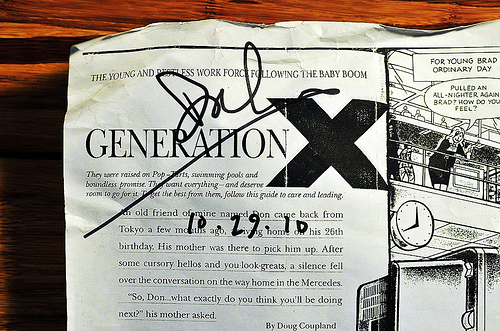 THE YOUNG AND RESTLESS WORK FORCE FOLLOWING THE BABY BOOM
GENERATION X
They were raised on Pop-Tarts, swimming pools and
boundless promise. They want everything—and deserve
room to go for it. To get the best from them, follow this guide to care and leading.
An old friend of mine named Don came back from
Tokyo a few months ago. Driving home on his 26th
birthday. His mother was there to pick him up. After
some cursory hellos and you-look-greats, a silence fell
over the conversation on the way home in the Mercedes.
"So, Don...what exactly do you think you'll be doing
next?" his mother asked.
By Doug Coupland
10.29.10
FOR YOUNG BRAD
ORDINARY DAY
PULLED AN
ALL-NIGHTER AGAIN
BRAD? HOW DO YOU
FEEL?